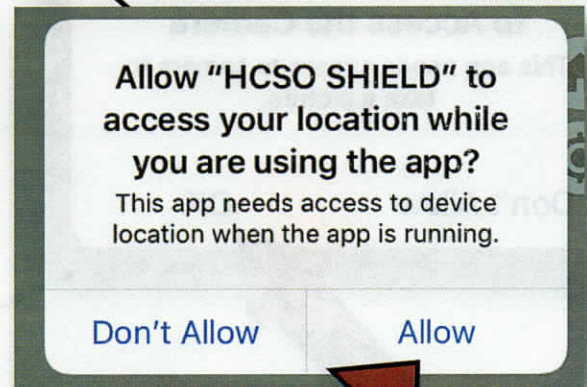 Allow “HCSO SHIELD” to
access your location while
you are using the app?
This app needs access to device
location when the app is running.
Don’t Allow
Allow